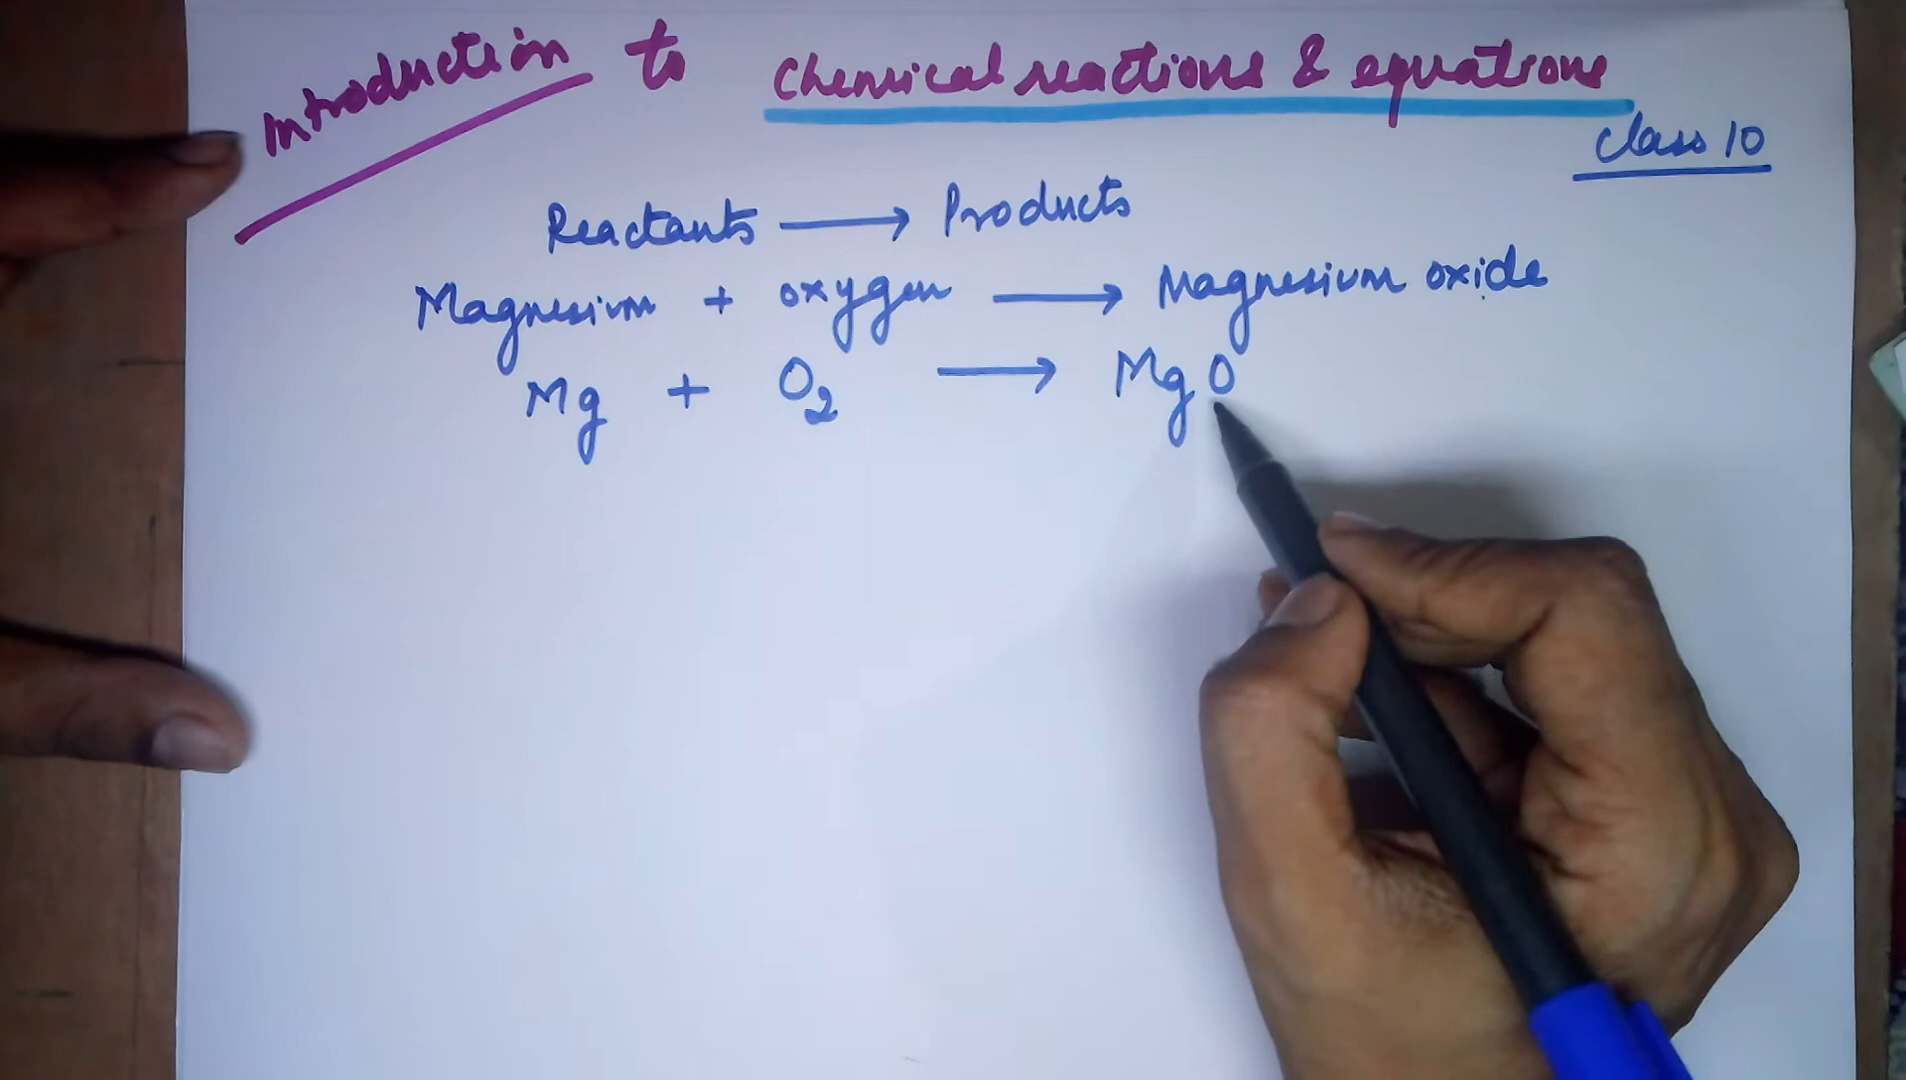 Introduction to Chemical reactions & equations
Class 10
Reactants ⟶ Products
Magnesium + oxygen ⟶ Magnesium oxide
Mg + O₂ ⟶ MgO